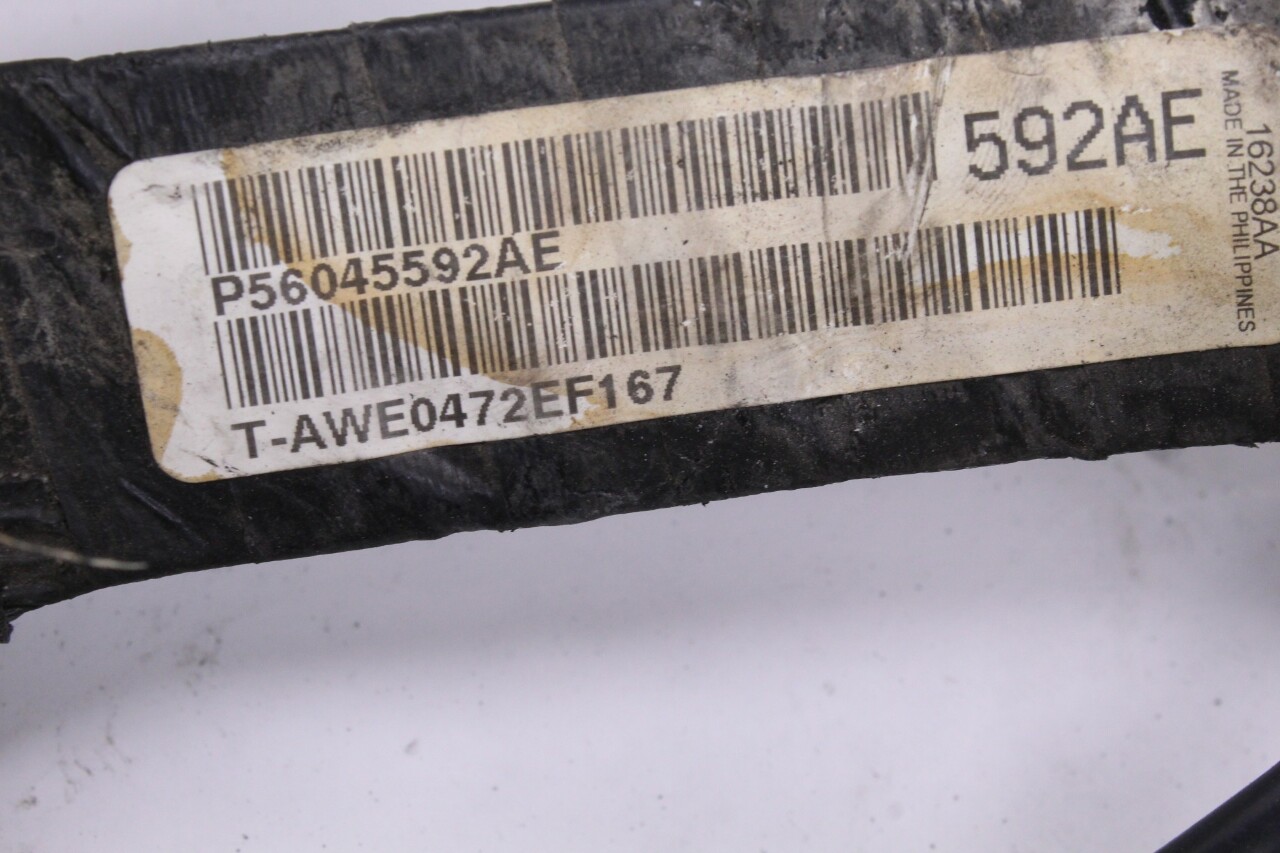 592AE
P56045592AE
T-AWE0472EF167
16238AA
MADE IN THE PHILIPPINES